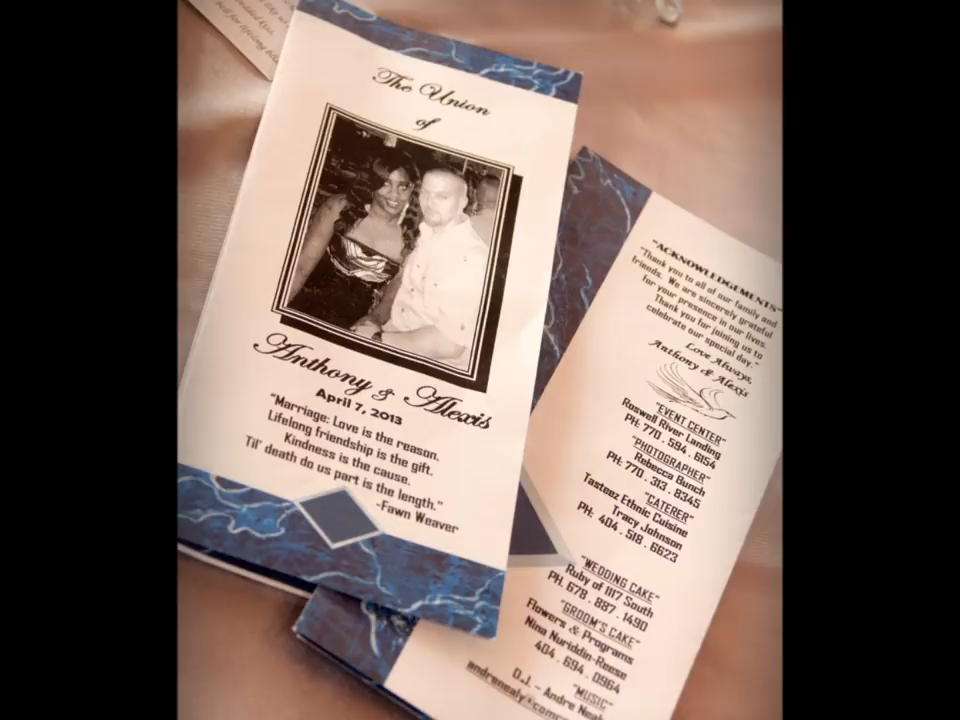 The Union
of
Anthony & Alexis
April 7, 2013
"Marriage: Love is the reason.
Lifelong friendship is the gift.
Kindness is the cause.
Til' death do us part is the length."
-Fawn Weaver
"ACKNOWLEDGEMENTS"
"Thank you to all of our family and
friends. We are sincerely grateful
for your presence in our lives.
Thank you for joining us to
celebrate our special day."
Love Always,
Anthony & Alexis
"EVENT CENTER"
Roswell River Landing
PH: 770 . 594 . 6154
"PHOTOGRAPHER"
Rebecca Bunch
PH: 770 . 313 . 8345
"CATERER"
Tasteez Ethnic Cuisine
Tracy Johnson
PH: 404 . 518 . 6623
"WEDDING CAKE"
Ruby of 1117 South
PH: 678 . 887 . 1490
"GROOM'S CAKE"
Flowers & Programs
Nina Nuriddin-Reese
404 . 694 . 0964
"MUSIC"
D.J. - Andre